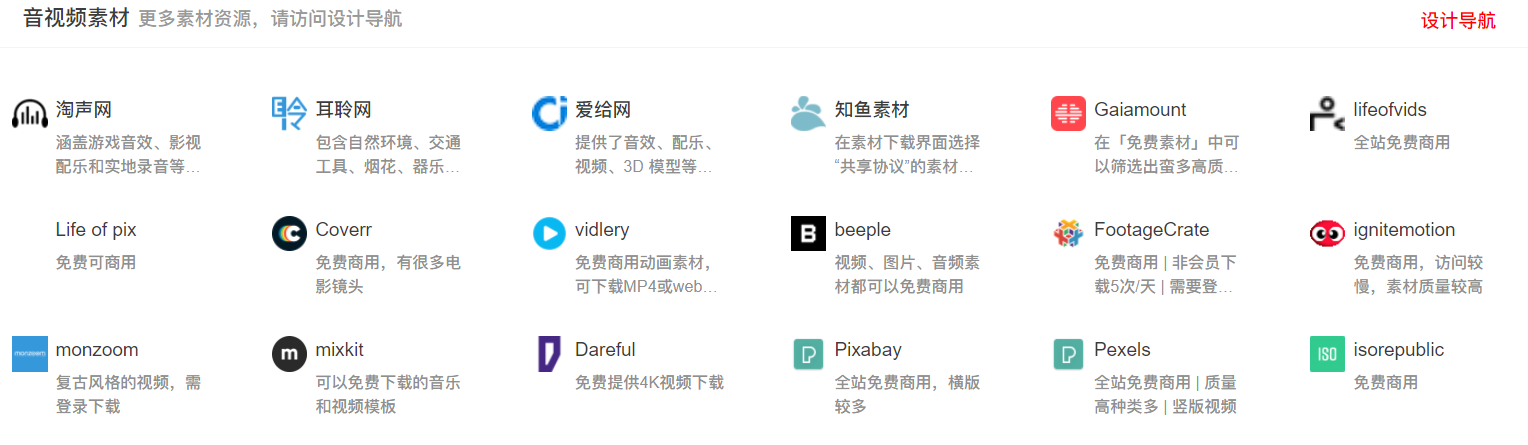 音视频素材 更多素材资源，请访问设计导航
设计导航
淘声网
涵盖游戏音效、影视
配乐和实地录音等...
耳聆网
包含自然环境、交通
工具、烟花、器乐...
爱给网
提供了音效、配乐、
视频、3D 模型等...
知鱼素材
在素材下载界面选择
“共享协议”的素材...
Gaiamount
在「免费素材」中可
以筛选出蛮多高质...
lifeofvids
全站免费商用
Life of pix
免费可商用
Coverr
免费商用，有很多电
影镜头
vidlery
免费商用动画素材，
可下载MP4或web...
beeple
视频、图片、音频素
材都可以免费商用
FootageCrate
免费商用 | 非会员下
载5次/天 | 需要登...
ignitemotion
免费商用，访问较
慢，素材质量较高
monzoom
monzoom
复古风格的视频，需
登录下载
m
mixkit
可以免费下载的音乐
和视频模板
Dareful
免费提供4K视频下载
Pixabay
全站免费商用，横版
较多
Pexels
全站免费商用 | 质量
高种类多 | 竖版视频
ISO
isorepublic
免费商用